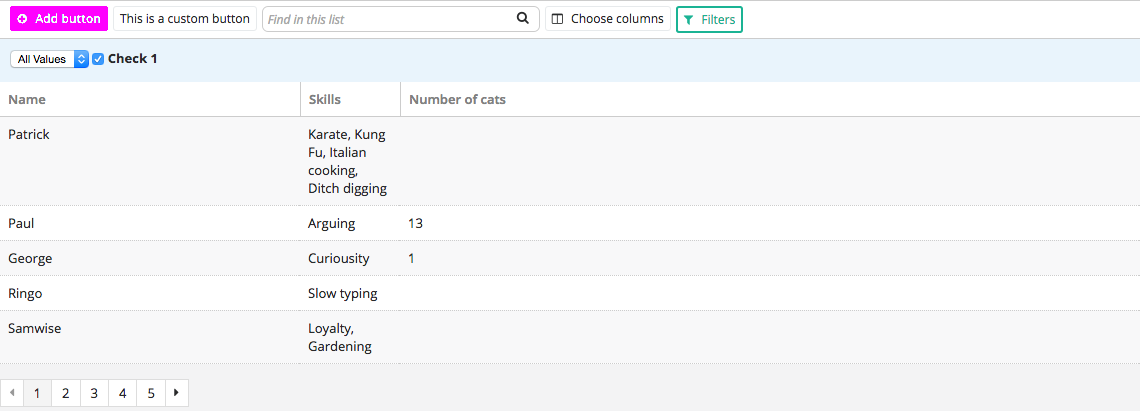 Add button This is a custom button Find in this list Choose columns Filters
All Values Check 1
Name Skills Number of cats
Patrick Karate, Kung
Fu, Italian
cooking,
Ditch digging
Paul Arguing 13
George Curiousity 1
Ringo Slow typing
Samwise Loyalty,
Gardening
1 2 3 4 5